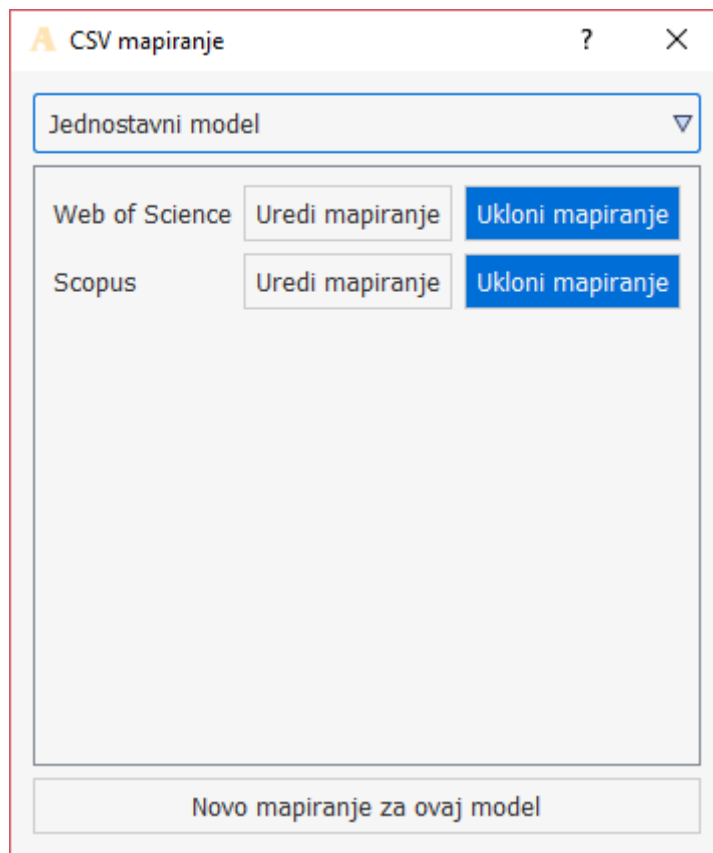 A CSV mapiranje ?
Jednostavni model
Web of Science Uredi mapiranje Ukloni mapiranje
Scopus Uredi mapiranje Ukloni mapiranje
Novo mapiranje za ovaj model